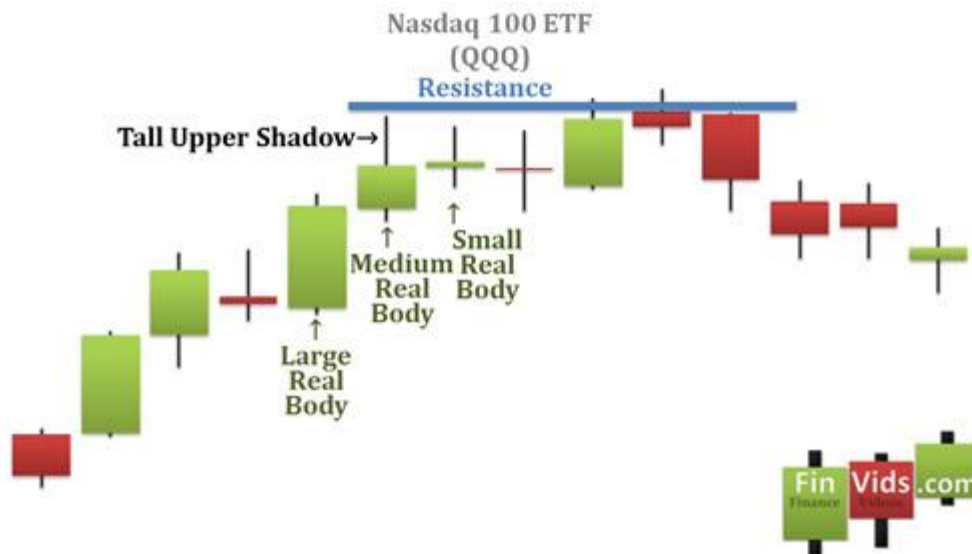 Nasdaq 100 ETF
(QQQ)
Resistance
Tall Upper Shadow→
↑
Medium
Real
Body
↑
Small
Real
Body
↑
Large
Real
Body
Fin Vids .com
Finance Videos